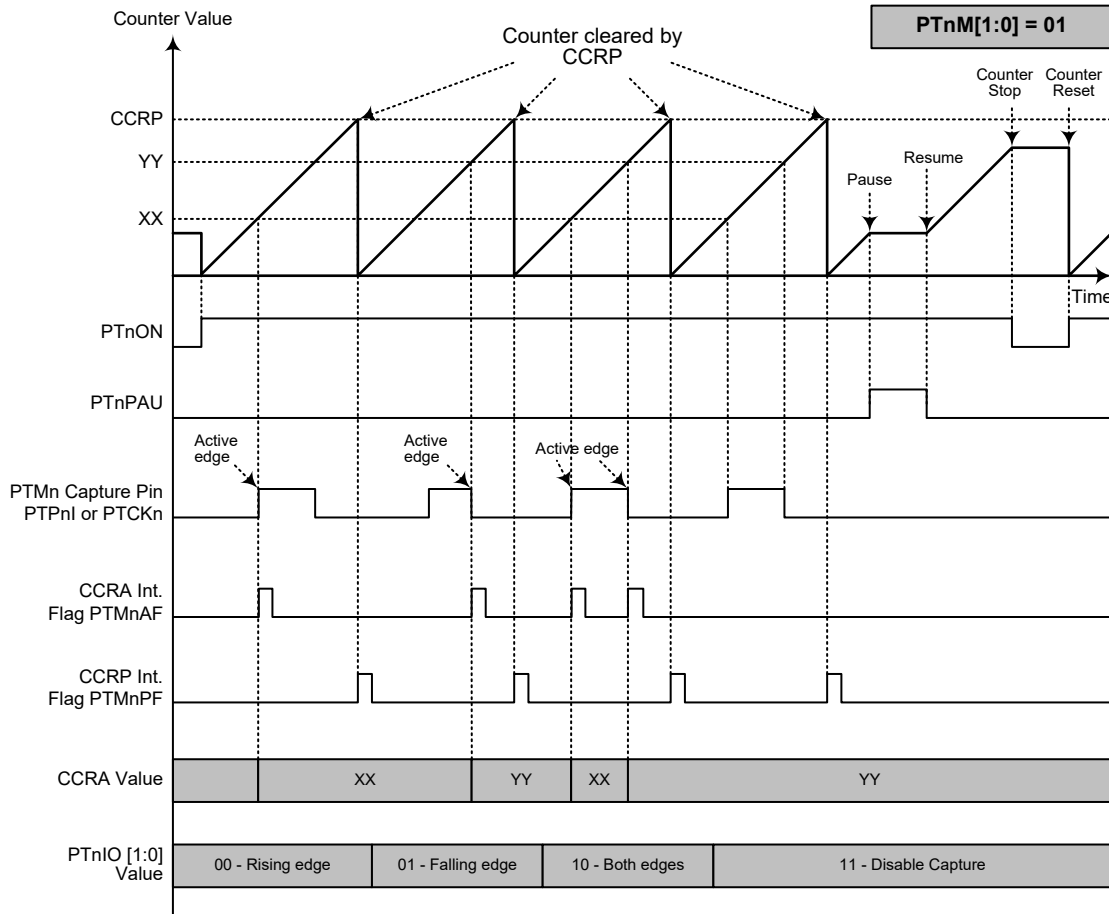 Counter Value
PTnM[1:0] = 01
Counter cleared by
CCRP
Counter
Stop
Counter
Reset
CCRP
YY
XX
Pause
Resume
Time
PTnON
PTnPAU
Active
edge
Active
edge
Active edge
PTMn Capture Pin
PTPnI or PTCKn
CCRA Int.
Flag PTMnAF
CCRP Int.
Flag PTMnPF
CCRA Value
XX
YY
XX
YY
PTnIO [1:0]
Value
00 - Rising edge
01 - Falling edge
10 - Both edges
11 - Disable Capture